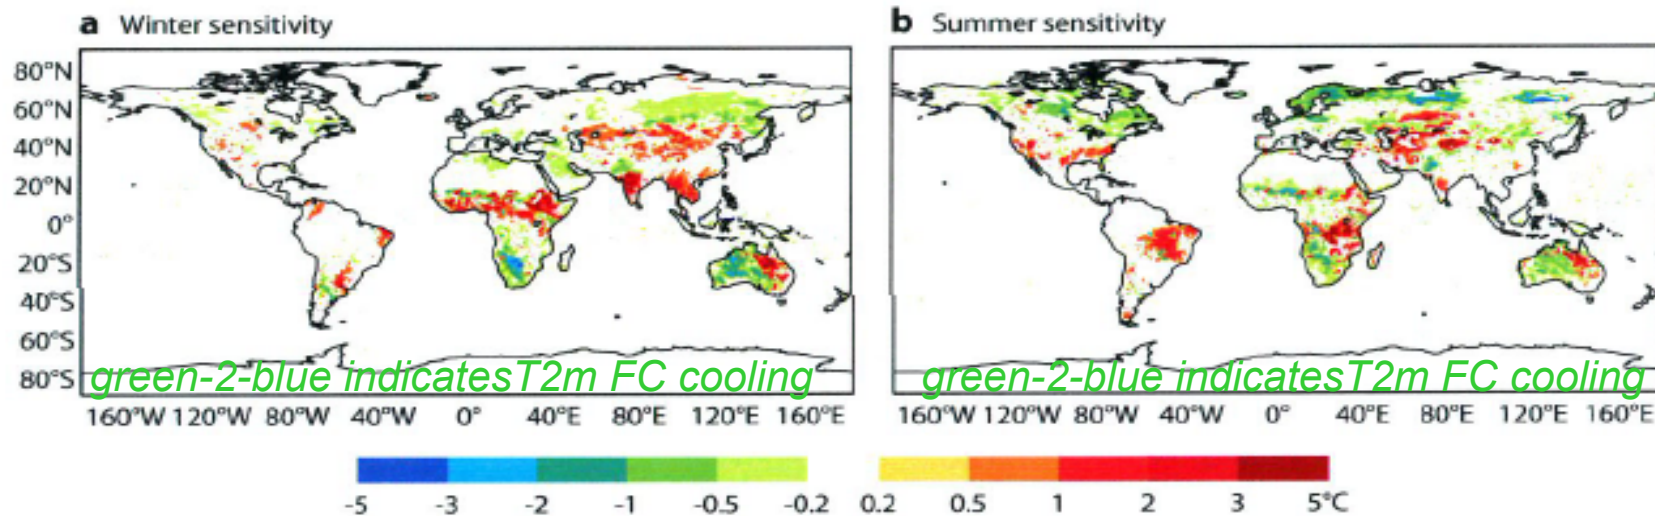 a Winter sensitivity
b Summer sensitivity
80°N
60°N
40°N
20°N
0°
20°S
40°S
60°S
80°S
green-2-blue indicatesT2m FC cooling
green-2-blue indicatesT2m FC cooling
160°W 120°W 80°W 40°W 0° 40°E 80°E 120°E 160°E
160°W 120°W 80°W 40°W 0° 40°E 80°E 120°E 160°E
-5 -3 -2 -1 -0.5 -0.2 0.2 0.5 1 2 3 5°C